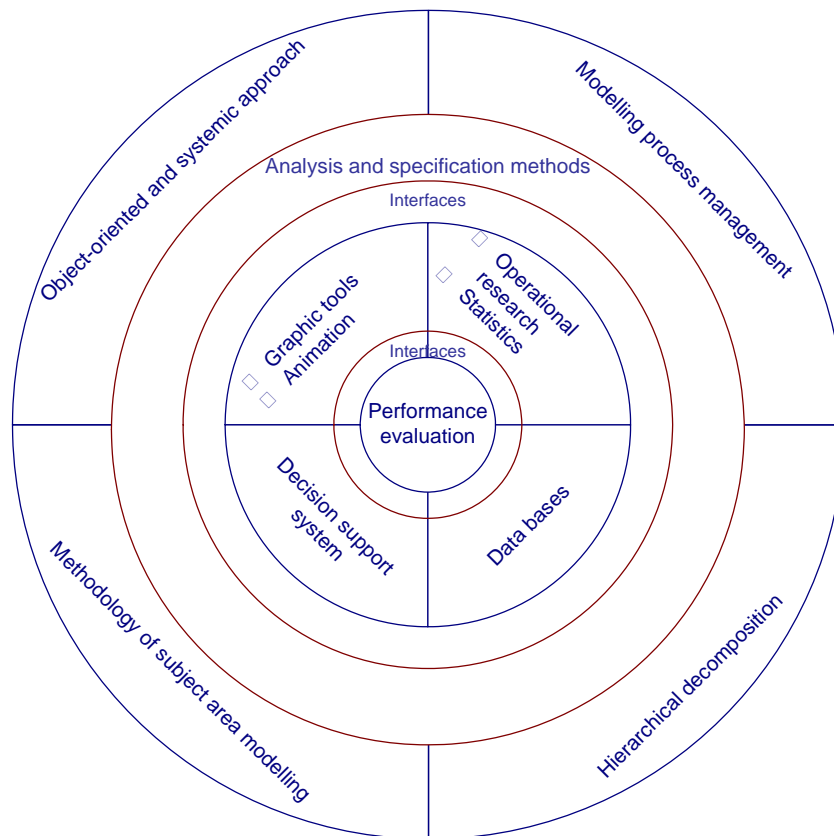 Object-oriented and systemic approach
Modelling process management
Analysis and specification methods
Interfaces
Graphic tools
Animation
Operational
research
Statistics
Interfaces
Performance
evaluation
Decision support
system
Data bases
Methodology of subject area modelling
Hierarchical decomposition